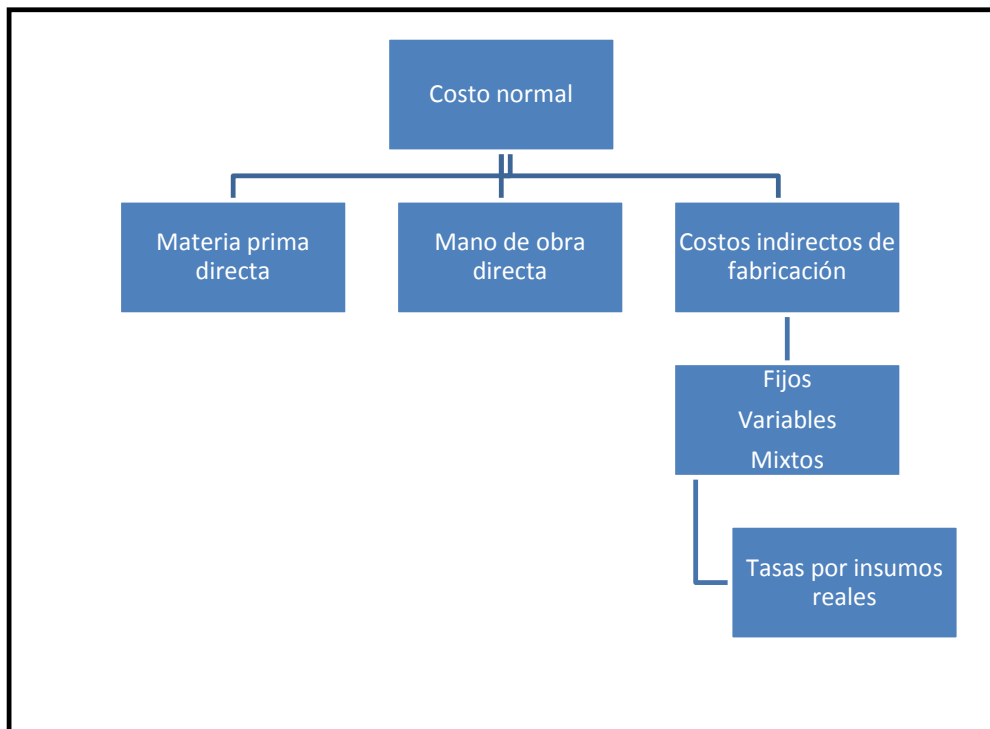 Costo normal
Materia prima
directa
Mano de obra
directa
Costos indirectos de
fabricación
Fijos
Variables
Mixtos
Tasas por insumos
reales